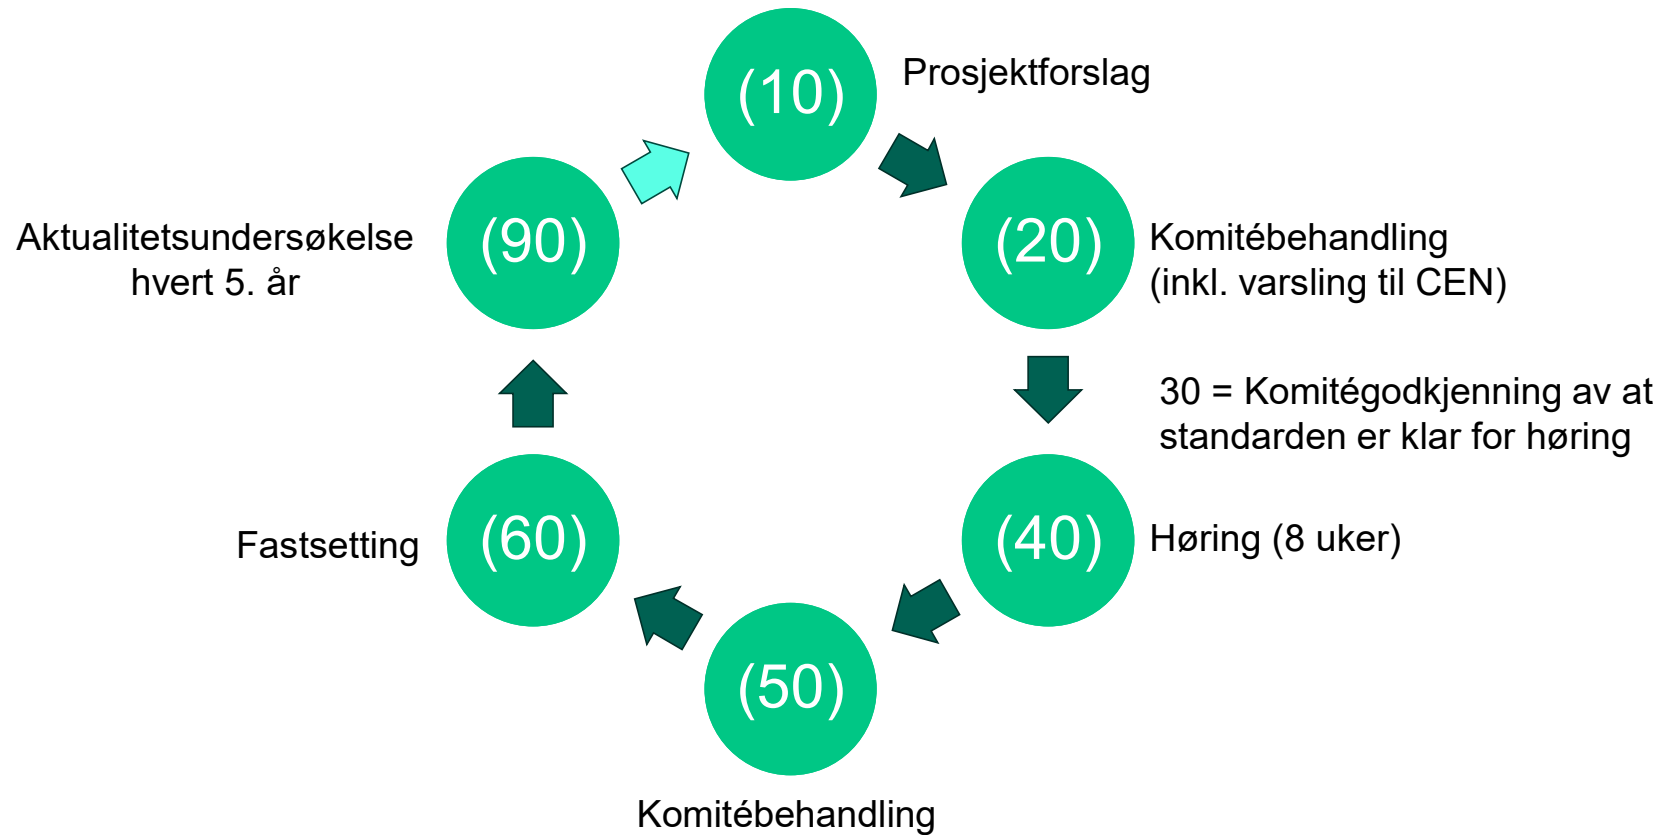 (10)
Prosjektforslag
(20)
Komitébehandling
(inkl. varsling til CEN)
30 = Komitégodkjenning av at
standarden er klar for høring
(40)
Høring (8 uker)
(50)
Komitébehandling
(60)
Fastsetting
(90)
Aktualitetsundersøkelse
hvert 5. år